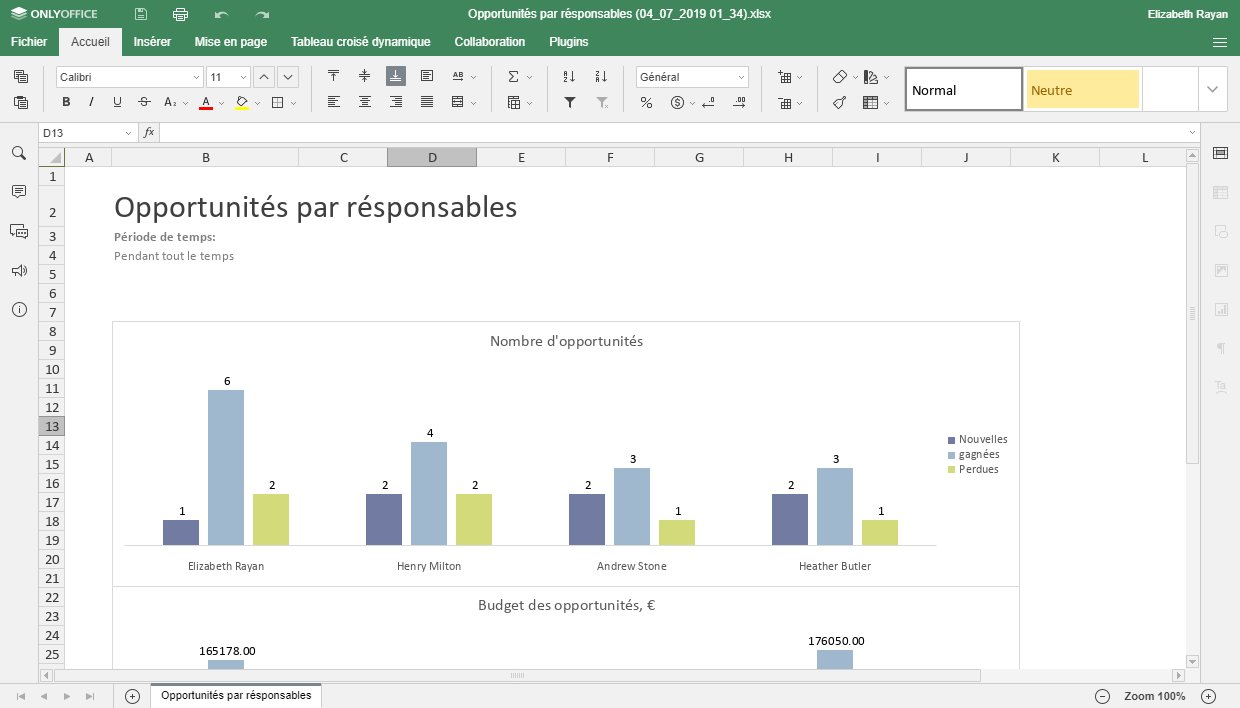 ONLYOFFICE
Opportunités par résponsables (04_07_2019 01_34).xlsx
Elizabeth Rayan
Fichier Accueil Insérer Mise en page Tableau croisé dynamique Collaboration Plugins
Calibri 11 Général Normal Neutre
D13 fx
A B C D E F G H I J K L
1
2 Opportunités par résponsables
3 Période de temps:
4 Pendant tout le temps
5
6
7
8
9 Nombre d'opportunités
10
11 6
12
13 4
14 Nouvelles
15 3 3 gagnées
16 1 2 2 2 2 1 2 1 Perdues
17
18
19
20 Elizabeth Rayan Henry Milton Andrew Stone Heather Butler
21
22 Budget des opportunités, €
23
24 176050.00
25 165178.00
Opportunités par résponsables
Zoom 100%